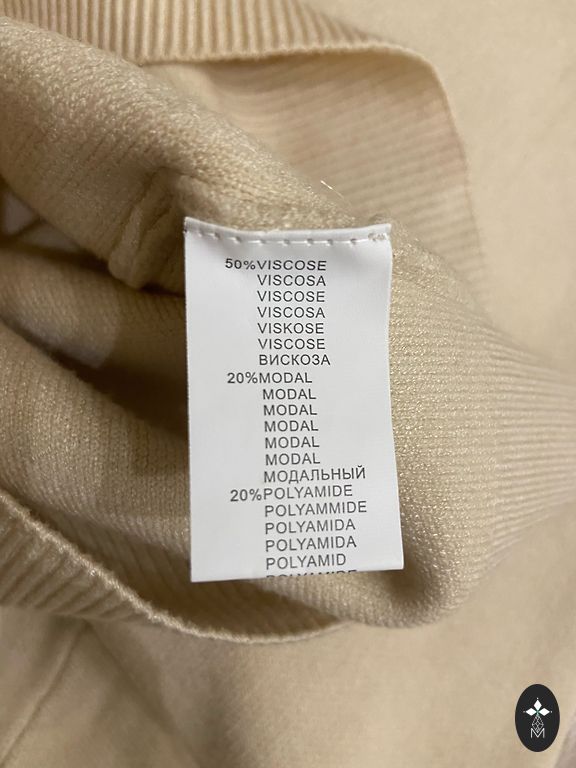 50%VISCOSE
VISCOSA
VISCOSE
VISCOSA
VISKOSE
VISCOSE
ВИСКОЗА
20%MODAL
MODAL
MODAL
MODAL
MODAL
MODAL
МОДАЛЬНЫЙ
20%POLYAMIDE
POLYAMMIDE
POLYAMIDA
POLYAMIDA
POLYAMID